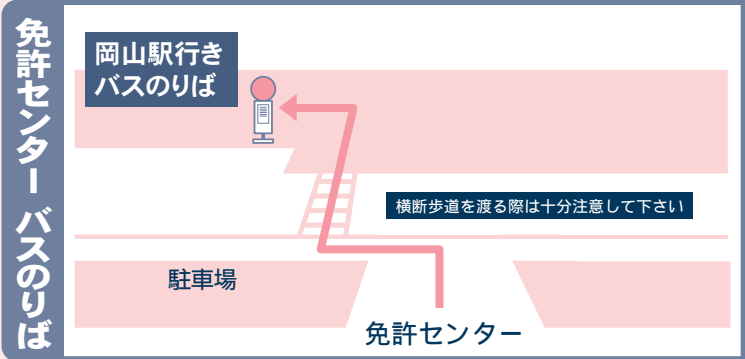 免許センター バスのりば
岡山駅行き
バスのりば
横断歩道を渡る際は十分注意して下さい
駐車場
免許センター